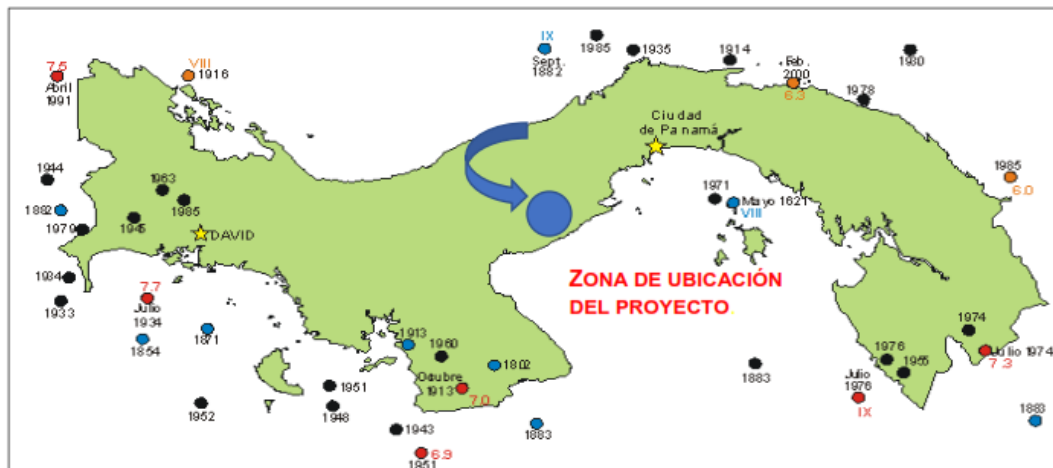 IX
Sept.
1882
1985
1935
1914
Feb.
2000
6.3
1980
1978
7.5
Abril
1991
VIII
1916
Ciudad
de Panamá
1944
1963
1985
1882
1945
1979
DAVID
1971
Mayo 1621
VIII
1985
6.0
1934
1933
7.7
Julio
1934
1854
1871
ZONA DE UBICACIÓN
DEL PROYECTO
1913
1960
1802
Octubre
1913
7.0
1951
1948
1952
1943
6.9
1951
1883
1883
1974
Julio 1974
7.3
1976
1955
Julio
1976
IX
1883